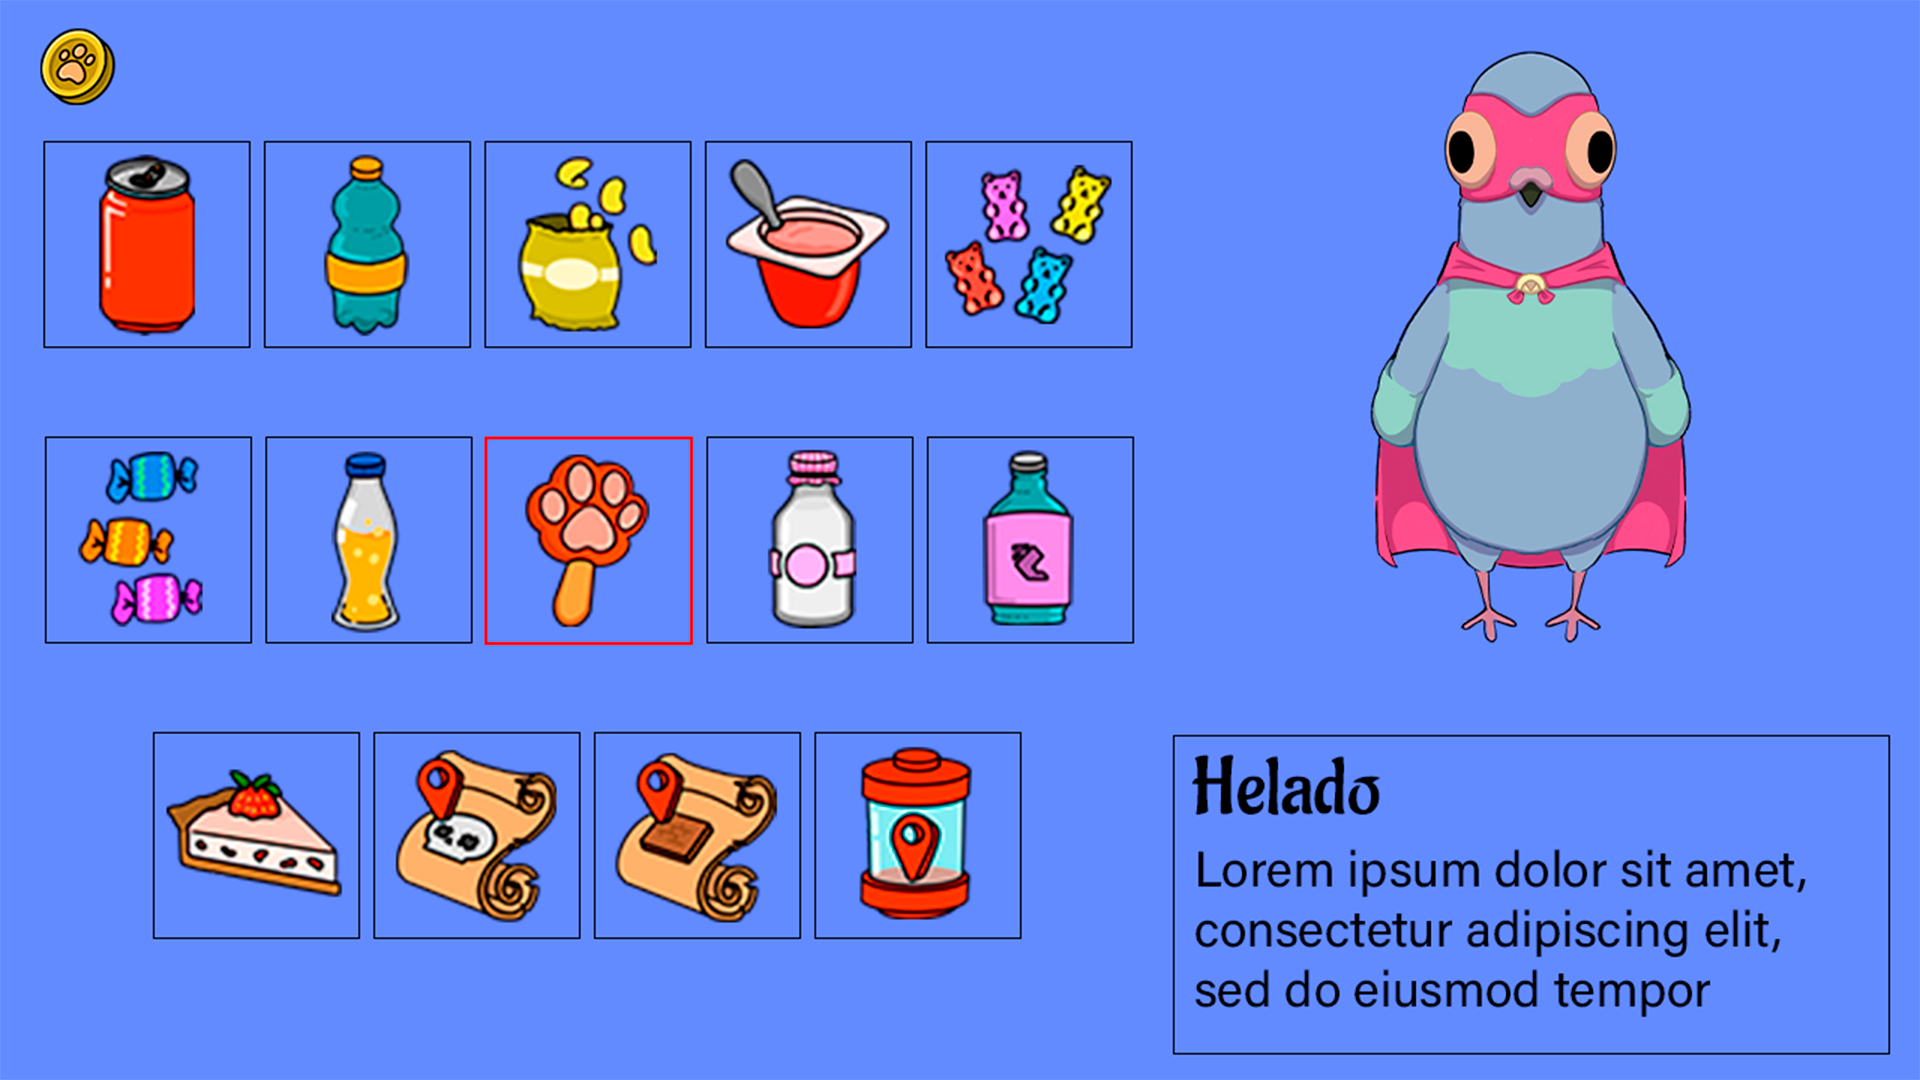 Helado
Lorem ipsum dolor sit amet,
consectetur adipiscing elit,
sed do eiusmod tempor